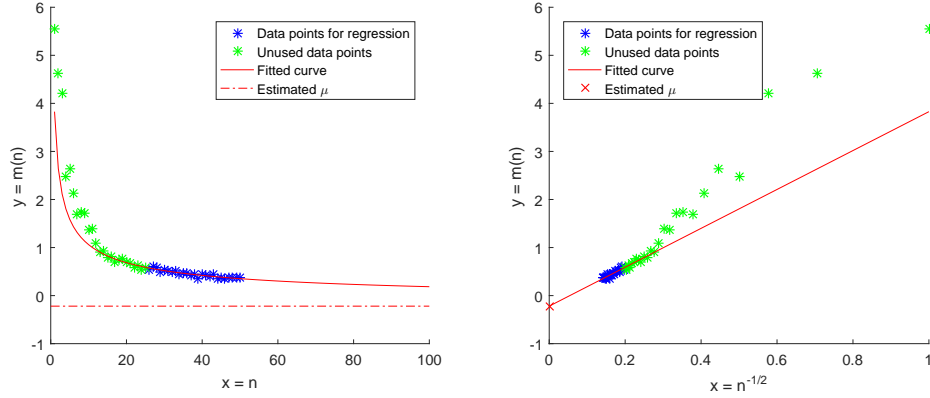 6
5
4
3
2
1
0
-1
y = m(n)
0 20 40 60 80 100
x = n
Data points for regression
Unused data points
Fitted curve
Estimated μ
6
5
4
3
2
1
0
-1
y = m(n)
0 0.2 0.4 0.6 0.8 1
x = n^{-1/2}
Data points for regression
Unused data points
Fitted curve
Estimated μ